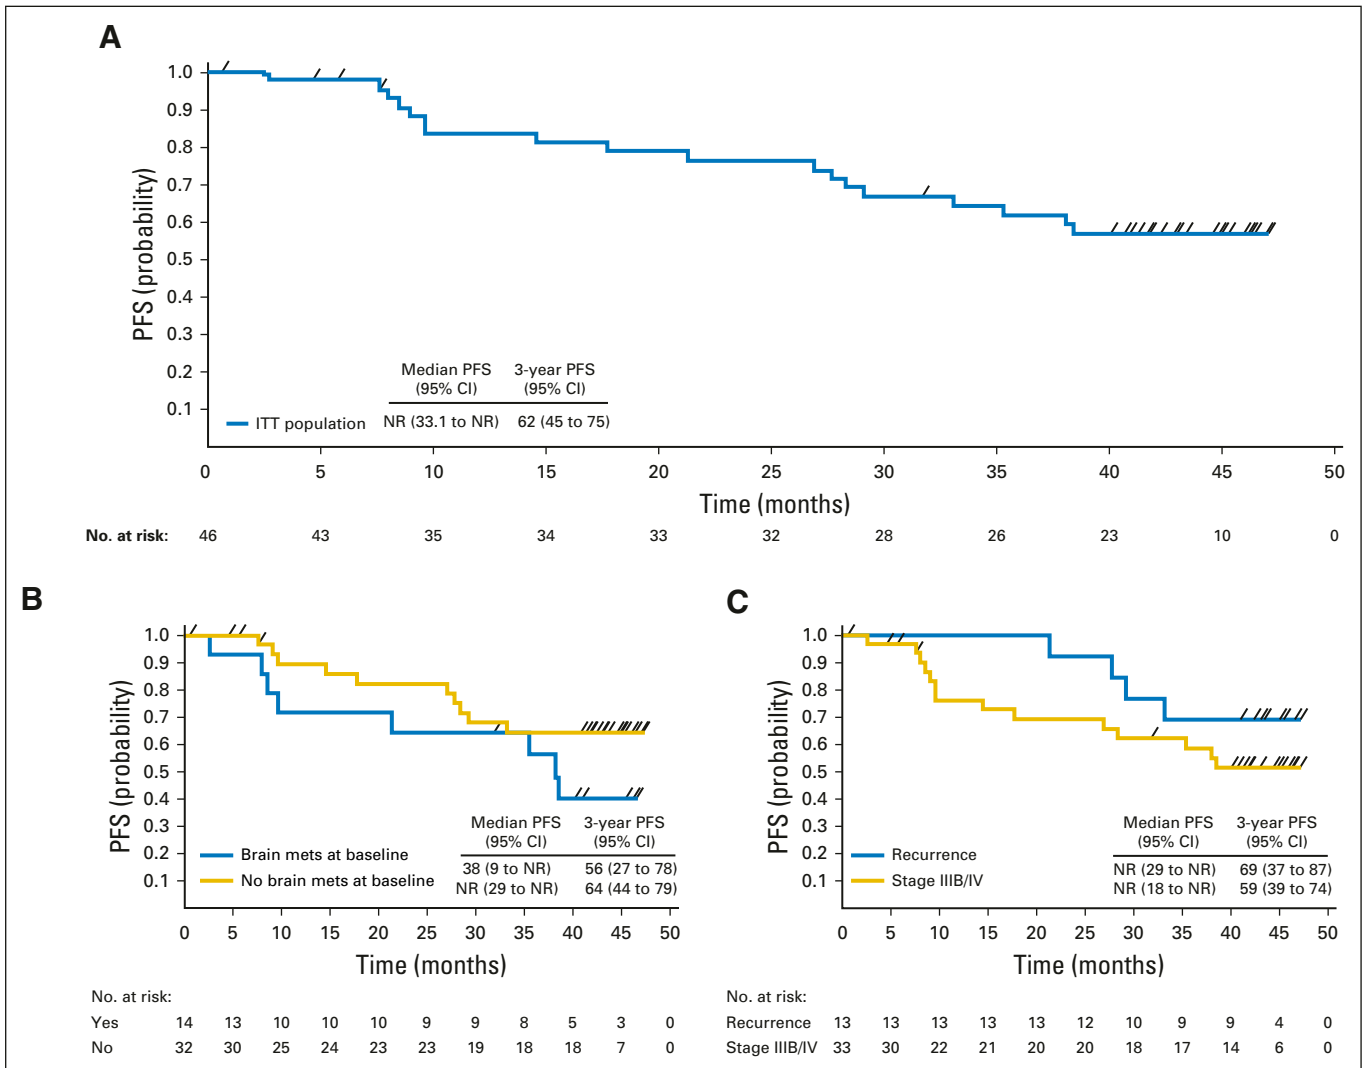 A
1.0
0.9
0.8
0.7
0.6
0.5
0.4
0.3
0.2
0.1
PFS (probability)
Median PFS (95% CI) 3-year PFS (95% CI)
ITT population NR (33.1 to NR) 62 (45 to 75)
0 5 10 15 20 25 30 35 40 45 50
Time (months)
No. at risk: 46 43 35 34 33 32 28 26 23 10 0
B
1.0
0.9
0.8
0.7
0.6
0.5
0.4
0.3
0.2
0.1
PFS (probability)
Median PFS (95% CI) 3-year PFS (95% CI)
Brain mets at baseline 38 (9 to NR) 56 (27 to 78)
No brain mets at baseline NR (29 to NR) 64 (44 to 79)
0 5 10 15 20 25 30 35 40 45 50
Time (months)
No. at risk:
Yes 14 13 10 10 10 9 9 8 5 3 0
No 32 30 25 24 23 23 19 18 18 7 0
C
1.0
0.9
0.8
0.7
0.6
0.5
0.4
0.3
0.2
0.1
PFS (probability)
Median PFS (95% CI) 3-year PFS (95% CI)
Recurrence NR (29 to NR) 69 (37 to 87)
Stage IIIB/IV NR (18 to NR) 59 (39 to 74)
0 5 10 15 20 25 30 35 40 45 50
Time (months)
No. at risk:
Recurrence 13 13 13 13 13 12 10 9 9 4 0
Stage IIIB/IV 33 30 22 21 20 20 18 17 14 6 0